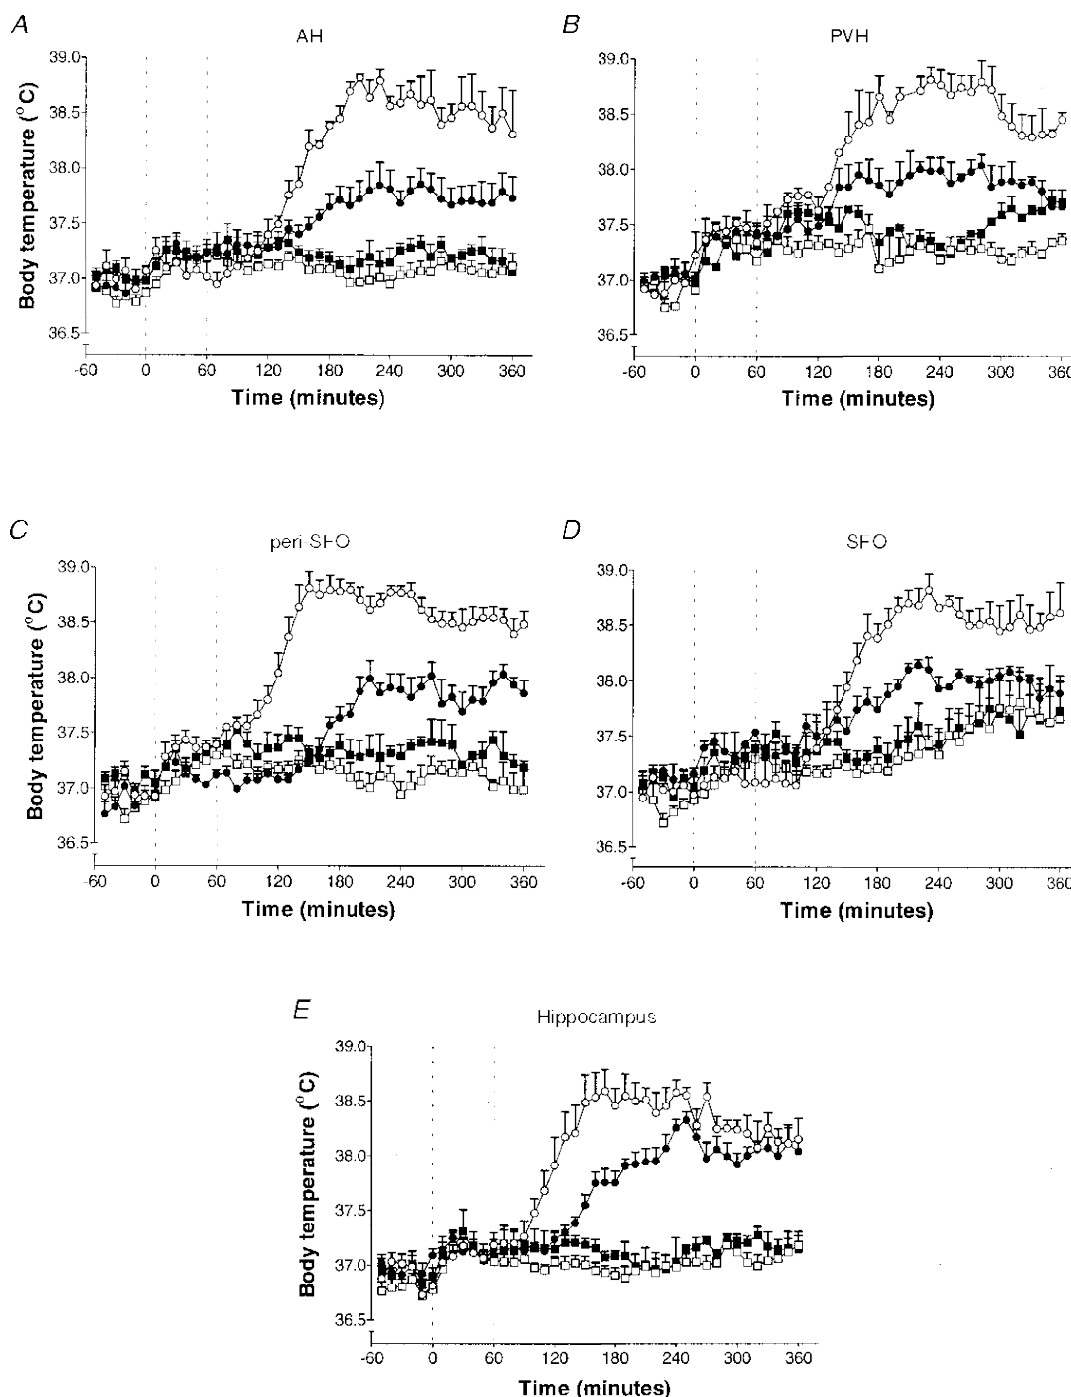 A
AH
39.0
38.5
38.0
37.5
37.0
36.5
Body temperature (°C)
-60 0 60 120 180 240 300 360
Time (minutes)
B
PVH
39.0
38.5
38.0
37.5
37.0
36.5
Body temperature (°C)
-60 0 60 120 180 240 300 360
Time (minutes)
C
peri-SFO
39.0
38.5
38.0
37.5
37.0
36.5
Body temperature (°C)
-60 0 60 120 180 240 300 360
Time (minutes)
D
SFO
39.0
38.5
38.0
37.5
37.0
36.5
Body temperature (°C)
-60 0 60 120 180 240 300 360
Time (minutes)
E
Hippocampus
39.0
38.5
38.0
37.5
37.0
36.5
Body temperature (°C)
-60 0 60 120 180 240 300 360
Time (minutes)